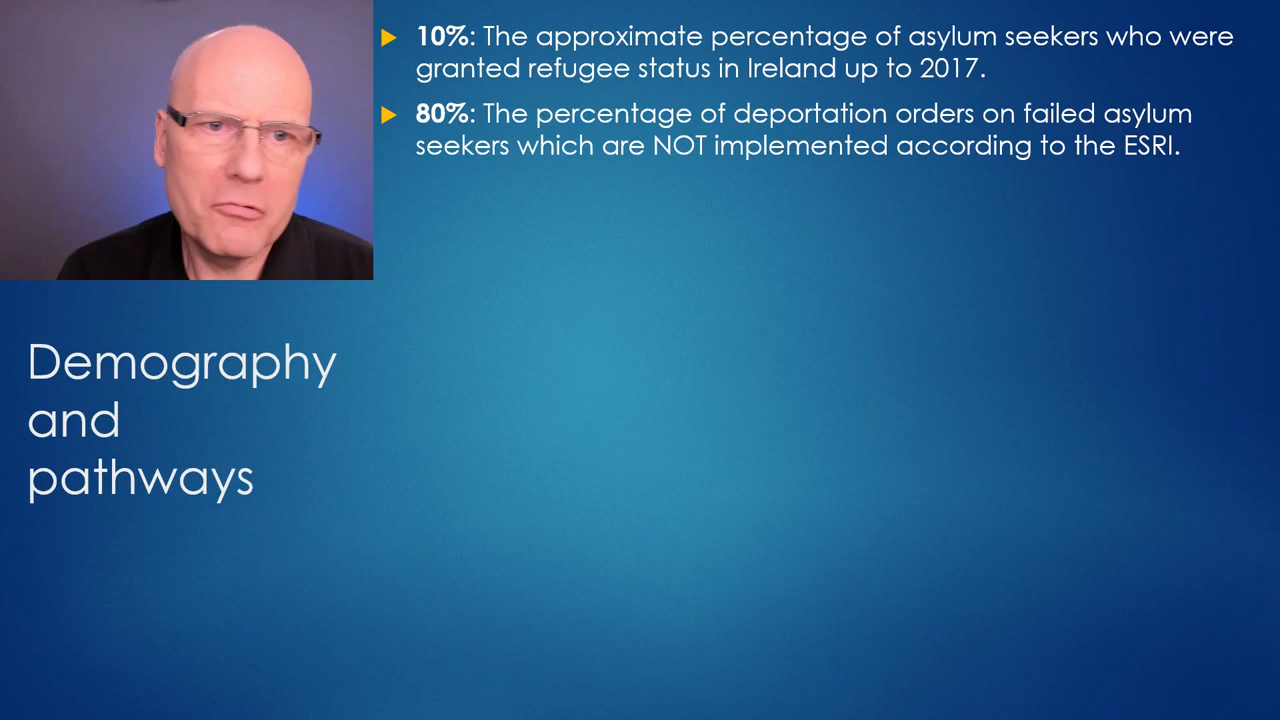 10%: The approximate percentage of asylum seekers who were
granted refugee status in Ireland up to 2017.
80%: The percentage of deportation orders on failed asylum
seekers which are NOT implemented according to the ESRI.
Demography
and
pathways